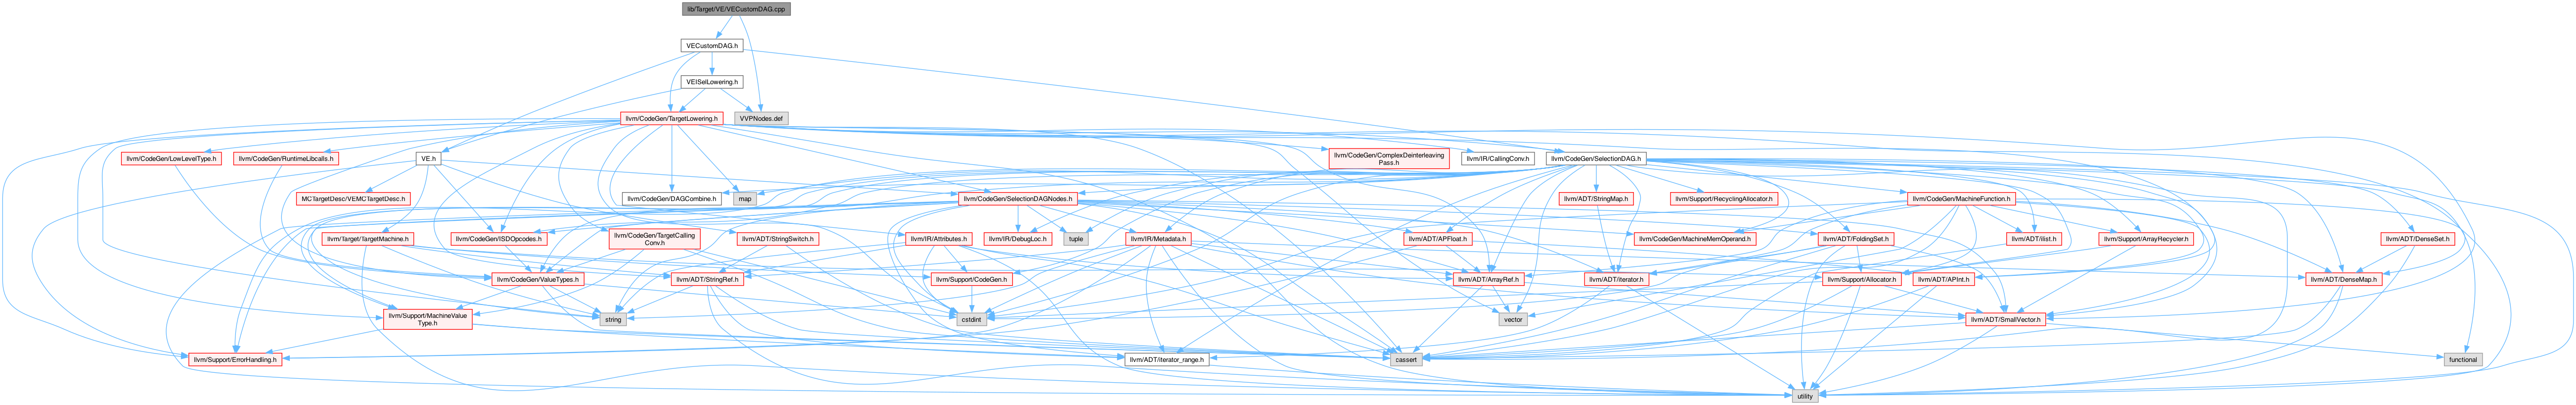 lib/Target/VE/VECustomDAG.cpp
VECustomDAG.h
VEISelLowering.h
llvm/CodeGen/TargetLowering.h
VVPNodes.def
llvm/CodeGen/LowLevelType.h
llvm/CodeGen/RuntimeLibcalls.h
VE.h
llvm/CodeGen/ComplexDeinterleaving
Pass.h
llvm/IR/CallingConv.h
llvm/CodeGen/SelectionDAG.h
MCTargetDesc/VEMCTargetDesc.h
llvm/CodeGen/DAGCombine.h
map
llvm/CodeGen/SelectionDAGNodes.h
llvm/ADT/StringMap.h
llvm/Support/RecyclingAllocator.h
llvm/CodeGen/MachineFunction.h
llvm/Target/TargetMachine.h
llvm/CodeGen/ISDOpcodes.h
llvm/CodeGen/TargetCalling
Conv.h
llvm/ADT/StringSwitch.h
llvm/IR/Attributes.h
llvm/IR/DebugLoc.h
tuple
llvm/IR/Metadata.h
llvm/ADT/APFloat.h
llvm/CodeGen/MachineMemOperand.h
llvm/ADT/FoldingSet.h
llvm/ADT/ilist.h
llvm/Support/ArrayRecycler.h
llvm/ADT/DenseSet.h
llvm/CodeGen/ValueTypes.h
llvm/ADT/StringRef.h
llvm/Support/CodeGen.h
llvm/ADT/ArrayRef.h
llvm/ADT/iterator.h
llvm/Support/Allocator.h
llvm/ADT/APInt.h
llvm/ADT/DenseMap.h
llvm/Support/MachineValue
Type.h
string
cstdint
vector
llvm/ADT/SmallVector.h
llvm/Support/ErrorHandling.h
llvm/ADT/iterator_range.h
cassert
functional
utility